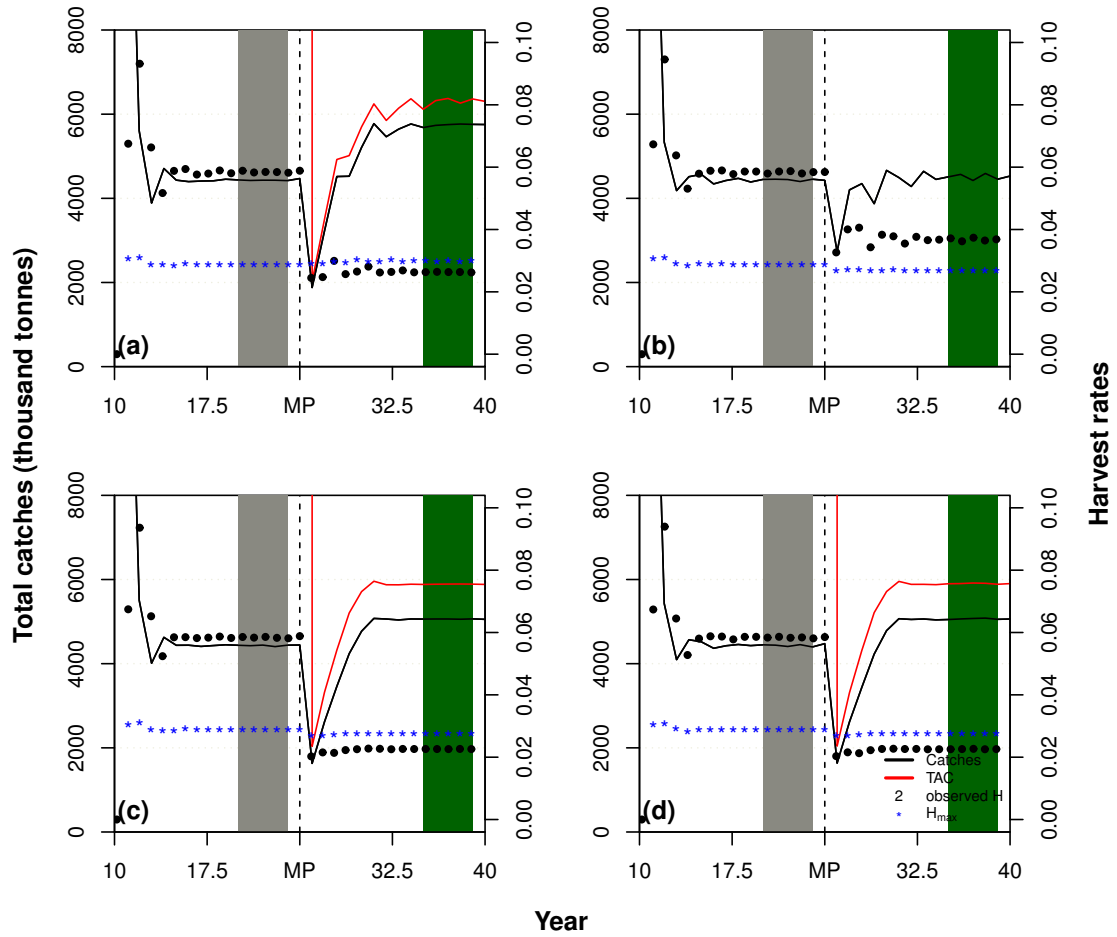 Total catches (thousand tonnes)
Harvest rates
Year
0 2000 4000 6000 8000
0.00 0.02 0.04 0.06 0.08 0.10
(a)
10 17.5 MP 32.5 40
0 2000 4000 6000 8000
0.00 0.02 0.04 0.06 0.08 0.10
(b)
10 17.5 MP 32.5 40
0 2000 4000 6000 8000
0.00 0.02 0.04 0.06 0.08 0.10
(c)
10 17.5 MP 32.5 40
0 2000 4000 6000 8000
0.00 0.02 0.04 0.06 0.08 0.10
(d)
Catches
TAC
2 observed H
* Hmax
10 17.5 MP 32.5 40